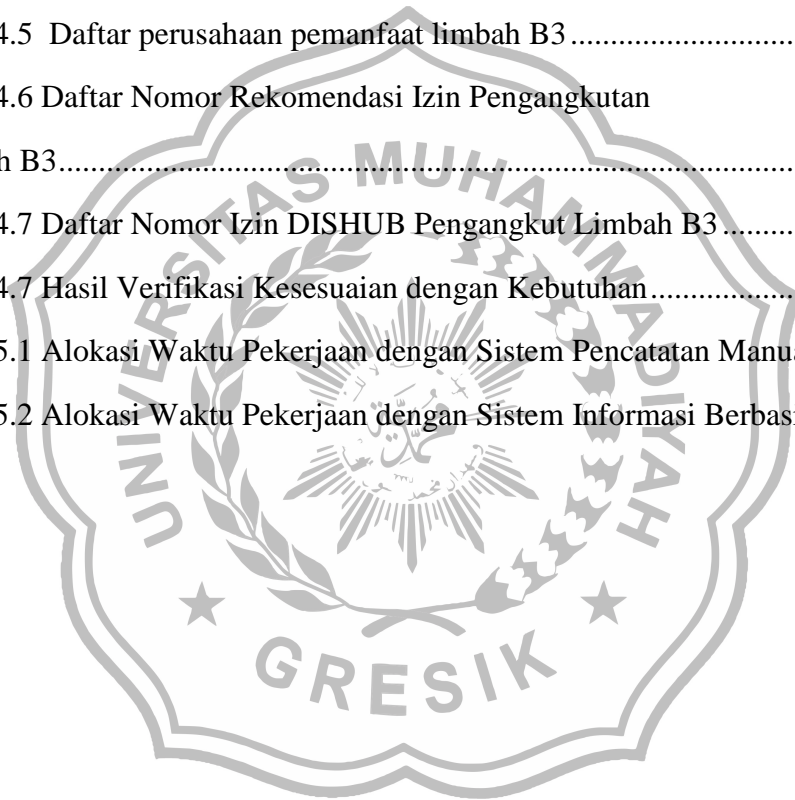 4.5  Daftar perusahaan pemanfaat limbah B3..............................
4.6 Daftar Nomor Rekomendasi Izin Pengangkutan
h B3..............................................................................................
4.7 Daftar Nomor Izin DISHUB Pengangkut Limbah B3..........
4.7 Hasil Verifikasi Kesesuaian dengan Kebutuhan...................
5.1 Alokasi Waktu Pekerjaan dengan Sistem Pencatatan Manua
5.2 Alokasi Waktu Pekerjaan dengan Sistem Informasi Berbasi
UNIVERSITAS MUHAMMADIYAH
GRESIK